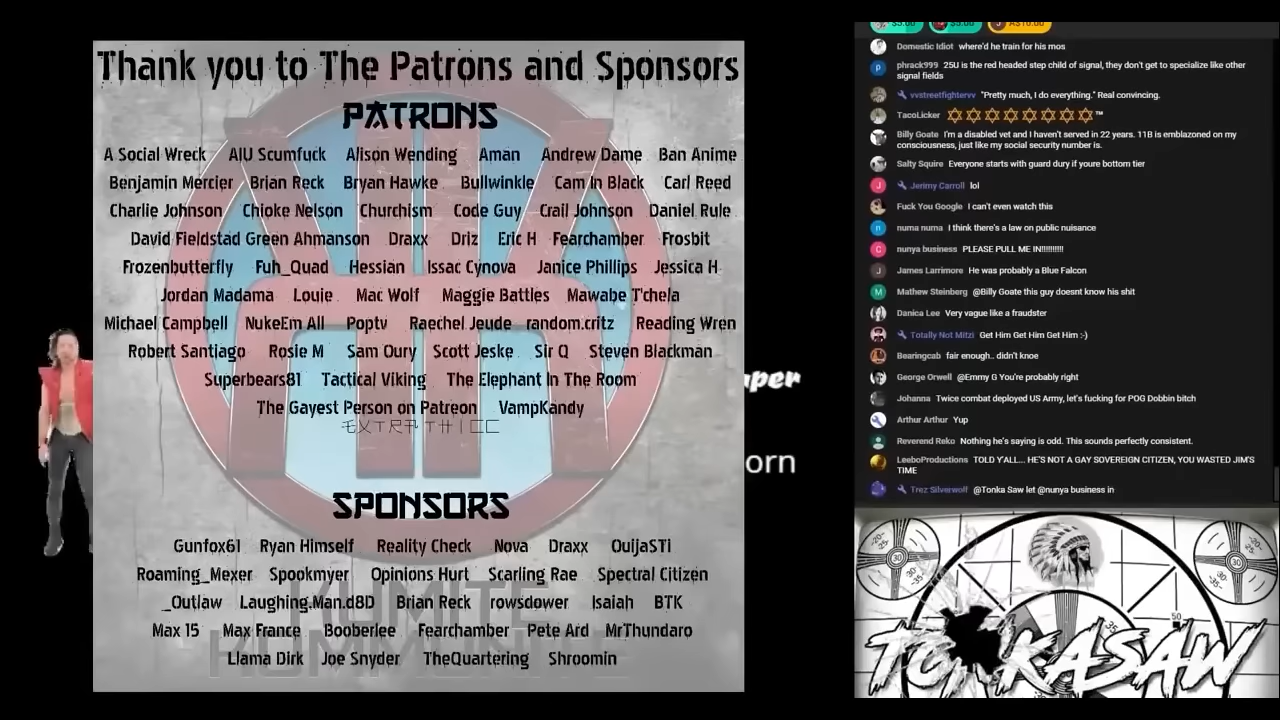 Thank you to The Patrons and Sponsors
PATRONS
A Social Wreck AIU Scumfuck Alison Wending Aman Andrew Dame Ban Anime
Benjamin Mercier Brian Reck Bryan Hawke Bullwinkle Cam In Black Carl Reed
Charlie Johnson Chioke Nelson Churchism Code Guy Crail Johnson Daniel Rule
David Fieldstad Green Ahmanson Draxx Driz Eric H Fearchamber Frosbit
Frozenbutterfly Fuh_Quad Hessian Issac Cynova Janice Phillips Jessica H
Jordan Madama Louie Mac Wolf Maggie Battles Mawabe T'chela
Michael Campbell NukeEm All Poptv Raechel Jeude random.critz Reading Wren
Robert Santiago Rosie M Sam Oury Scott Jeske Sir Q Steven Blackman
Superbears81 Tactical Viking The Elephant In The Room
The Gayest Person on Patreon VampKandy
SPONSORS
Gunfox61 Ryan Himself Reality Check Nova Draxx OuijaSTi
Roaming_Mexer Spookmyer Opinions Hurt Scarling Rae Spectral Citizen
_Outlaw Laughing.Man.d8D Brian Reck rowsdower Isaiah BTK
Max 15 Max France Booberlee Fearchamber Pete Ard MrThundaro
Llama Dirk Joe Snyder TheQuartering Shroomin
$5.00 $5.00 A$10.00
Domestic Idiot where'd he train for his mos
phrack999 25U is the red headed step child of signal, they don't get to specialize like other
signal fields
vvstreetfightervv "Pretty much, I do everything." Real convincing.
TacoLicker ✡✡✡✡✡✡✡✡™
Billy Goate I'm a disabled vet and I haven't served in 22 years. 11B is emblazoned on my
consciousness, just like my social security number is.
Salty Squire Everyone starts with guard dury if youre bottom tier
Jerimy Carroll lol
Fuck You Google I can't even watch this
numa numa I think there's a law on public nuisance
nunya business PLEASE PULL ME IN!!!!!!!!!!
James Larrimore He was probably a Blue Falcon
Mathew Steinberg @Billy Goate this guy doesnt know his shit
Danica Lee Very vague like a fraudster
Totally Not Mitzi Get Him Get Him Get Him :-)
Bearingcab fair enough.. didn't knoe
George Orwell @Emmy G You're probably right
Johanna Twice combat deployed US Army, let's fucking for POG Dobbin bitch
Arthur Arthur Yup
Reverend Reko Nothing he's saying is odd. This sounds perfectly consistent.
LeeboProductions TOLD Y'ALL... HE'S NOT A GAY SOVEREIGN CITIZEN, YOU WASTED JIM'S
TIME
Trez Silverwolf @Tonka Saw let @nunya business in
TONKASAW